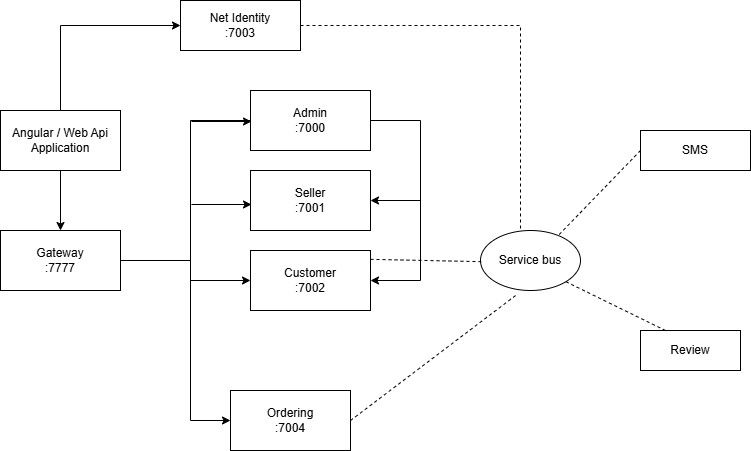 Net Identity
:7003
Admin
:7000
Angular / Web Api
Application
SMS
Seller
:7001
Gateway
:7777
Customer
:7002
Service bus
Review
Ordering
:7004